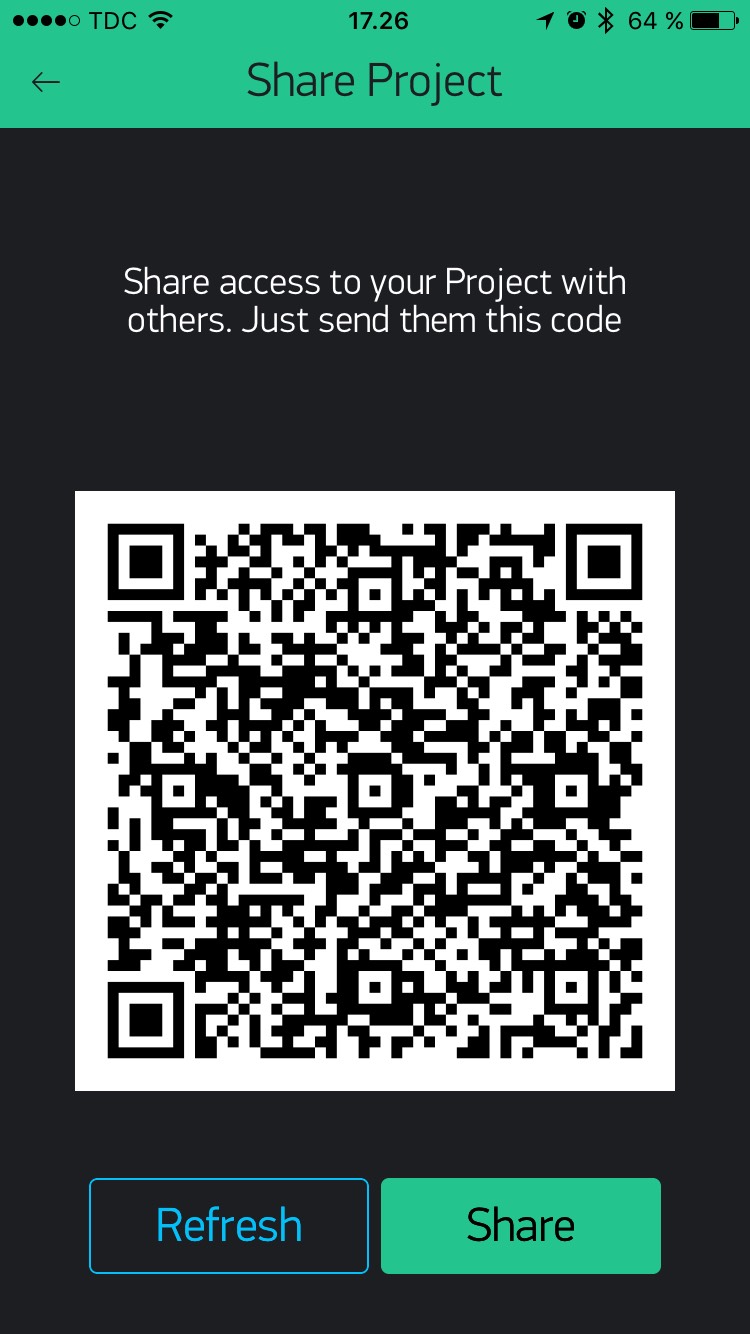 TDC 17.26 64 %
Share Project
Share access to your Project with
others. Just send them this code
Refresh Share